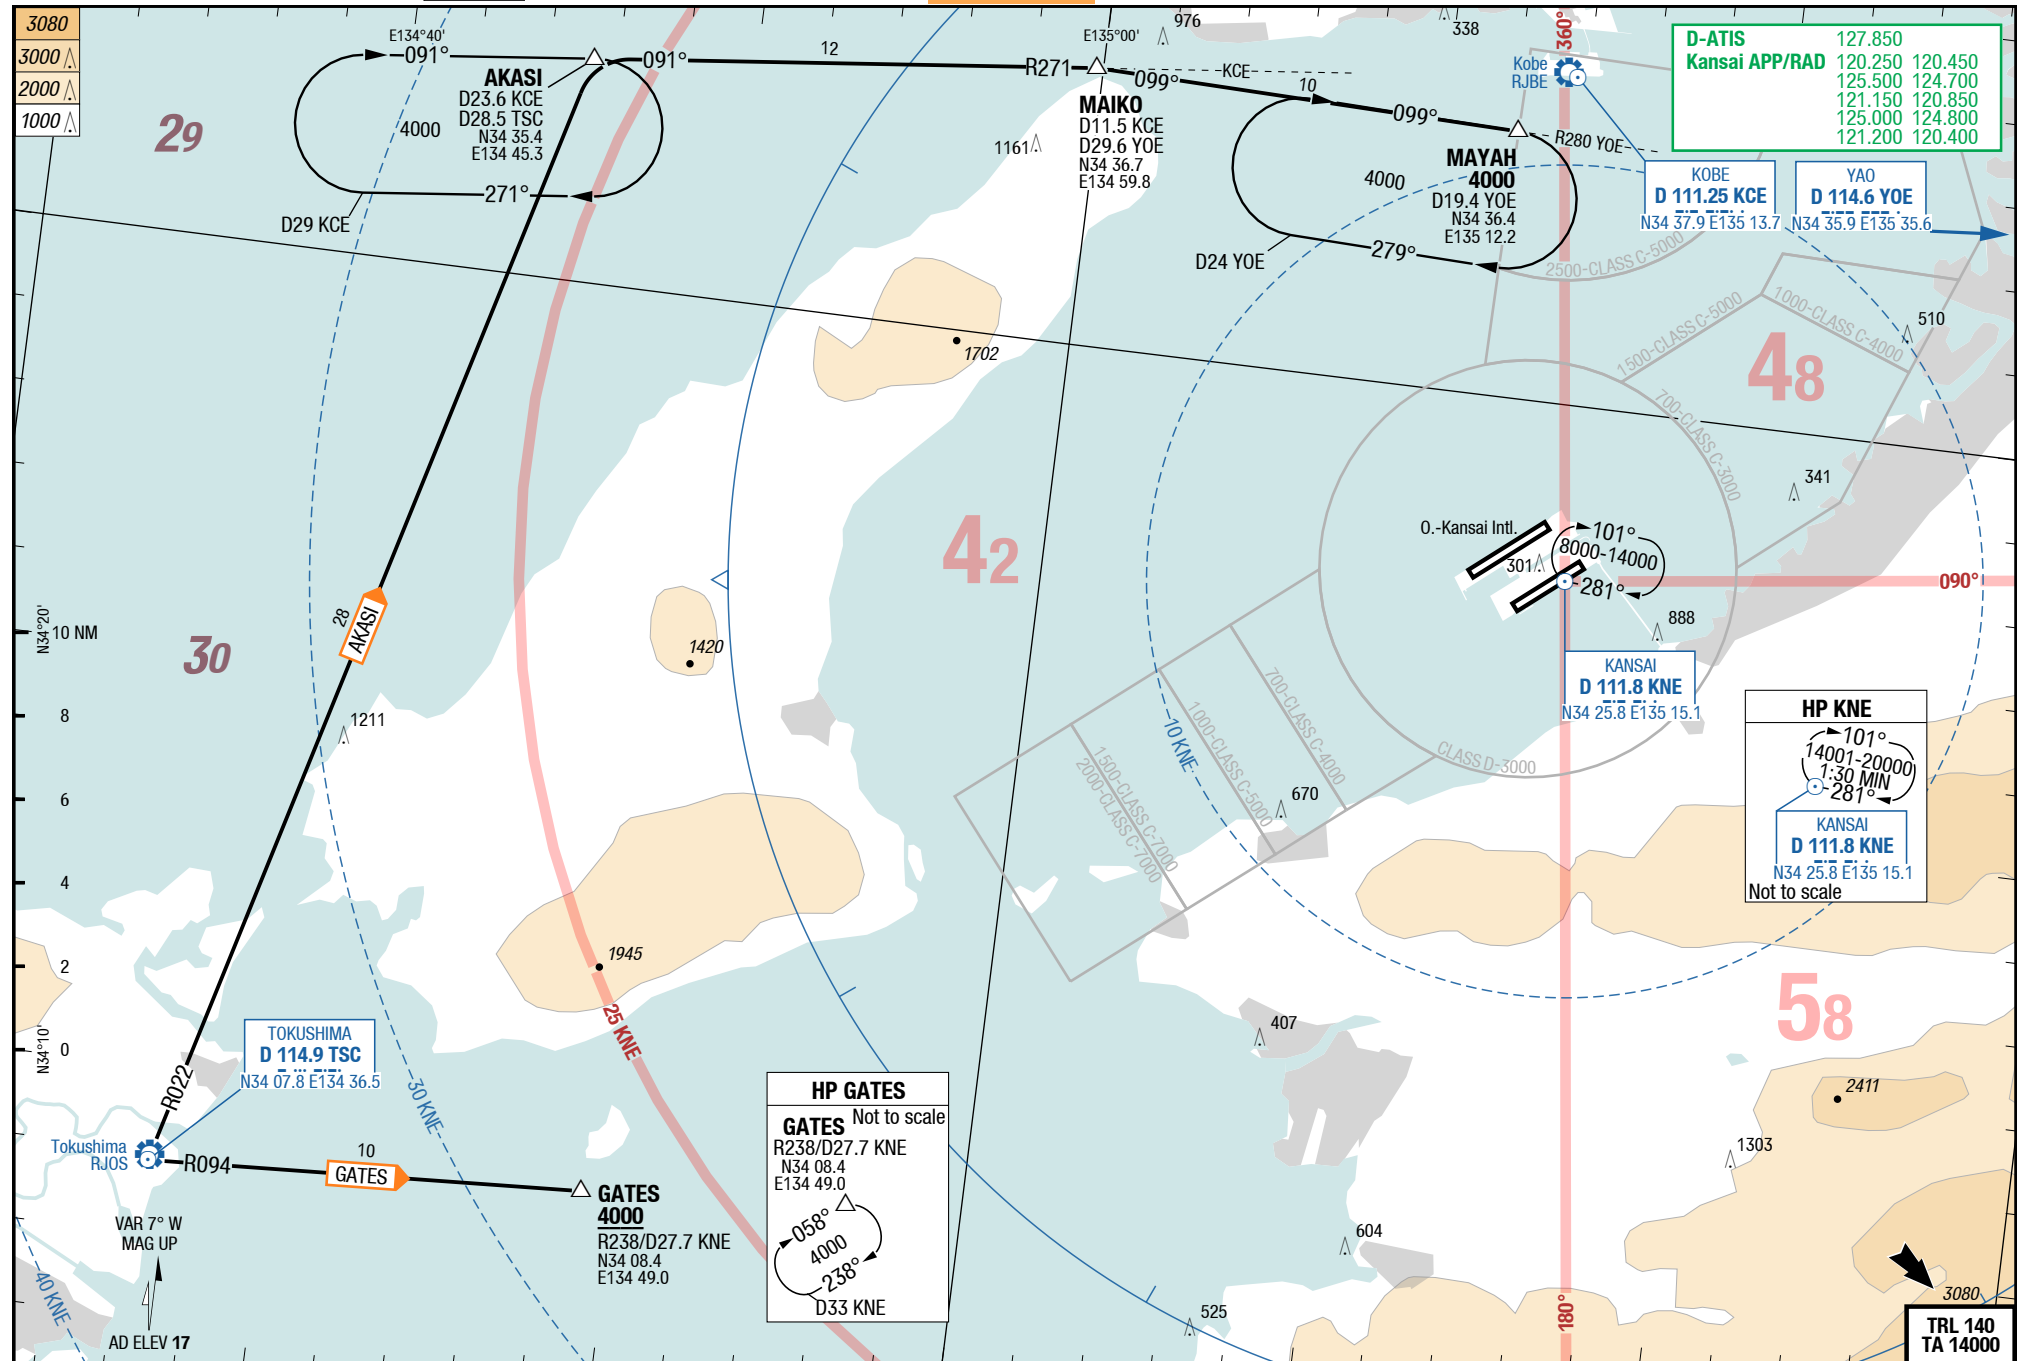 3080
3000
2000
1000
29
E134°40'
091°
AKASI
D23.6 KCE
D28.5 TSC
N34 35.4
E134 45.3
4000
271°
D29 KCE
091°
12
R271
E135°00'
976
MAIKO
D11.5 KCE
D29.6 YOE
N34 36.7
E134 59.8
1161
099°
KCE
10
099°
338
360°
Kobe
RJBE
R280 YOE
MAYAH
4000
D19.4 YOE
N34 36.4
E135 12.2
4000
279°
D24 YOE
D-ATIS 127.850
Kansai APP/RAD 120.250 120.450
125.500 124.700
121.150 120.850
125.000 124.800
121.200 120.400
KOBE
D 111.25 KCE
N34 37.9 E135 13.7
YAO
D 114.6 YOE
N34 35.9 E135 35.6
2500-CLASS C-5000
1500-CLASS C-5000
1000-CLASS C-4000
510
48
700-CLASS C-3000
341
1702
42
O.-Kansai Intl.
301
101°
8000-14000
281°
090°
888
KANSAI
D 111.8 KNE
N34 25.8 E135 15.1
HP KNE
101°
14001-20000
1:30 MIN
281°
KANSAI
D 111.8 KNE
N34 25.8 E135 15.1
Not to scale
N34°20'
10 NM
8
6
4
2
0
N34°10'
30
28
AKASI
1211
1420
10 KNE
700-CLASS C-4000
1000-CLASS C-5000
1500-CLASS C-7000
2000-CLASS C-7000
CLASS D-3000
670
1945
25 KNE
407
58
2411
1303
TOKUSHIMA
D 114.9 TSC
N34 07.8 E134 36.5
R022
30 KNE
Tokushima
RJOS
R094
10
GATES
GATES
4000
R238/D27.7 KNE
N34 08.4
E134 49.0
HP GATES
Not to scale
GATES
R238/D27.7 KNE
N34 08.4
E134 49.0
058°
4000
238°
D33 KNE
VAR 7° W
MAG UP
40 KNE
AD ELEV 17
604
525
180°
3080
TRL 140
TA 14000